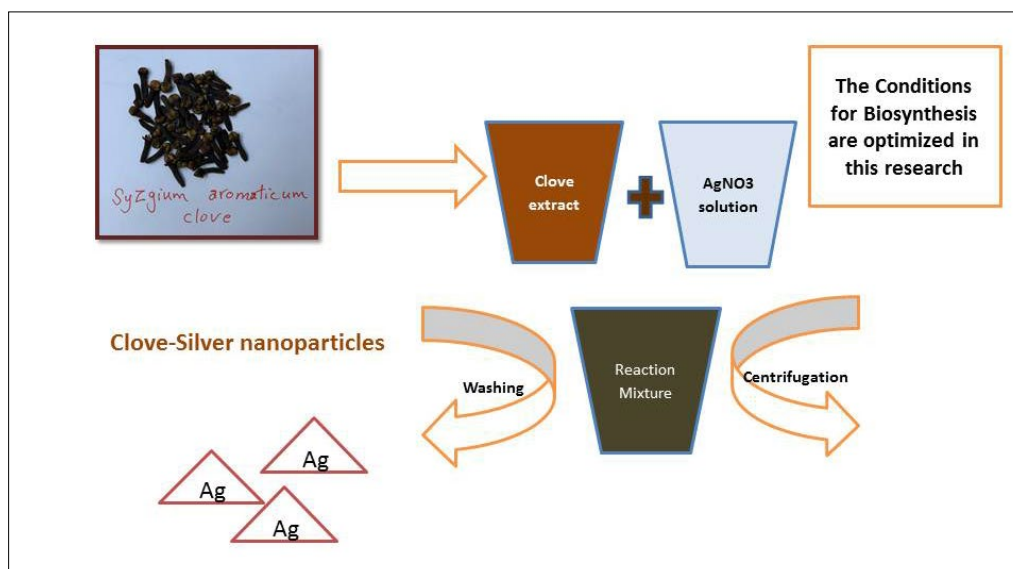 SyZgium aromaticum
clove
Clove
extract
AgNO3
solution
The Conditions
for Biosynthesis
are optimized in
this research
Clove-Silver nanoparticles
Washing
Reaction
Mixture
Centrifugation
Ag
Ag
Ag